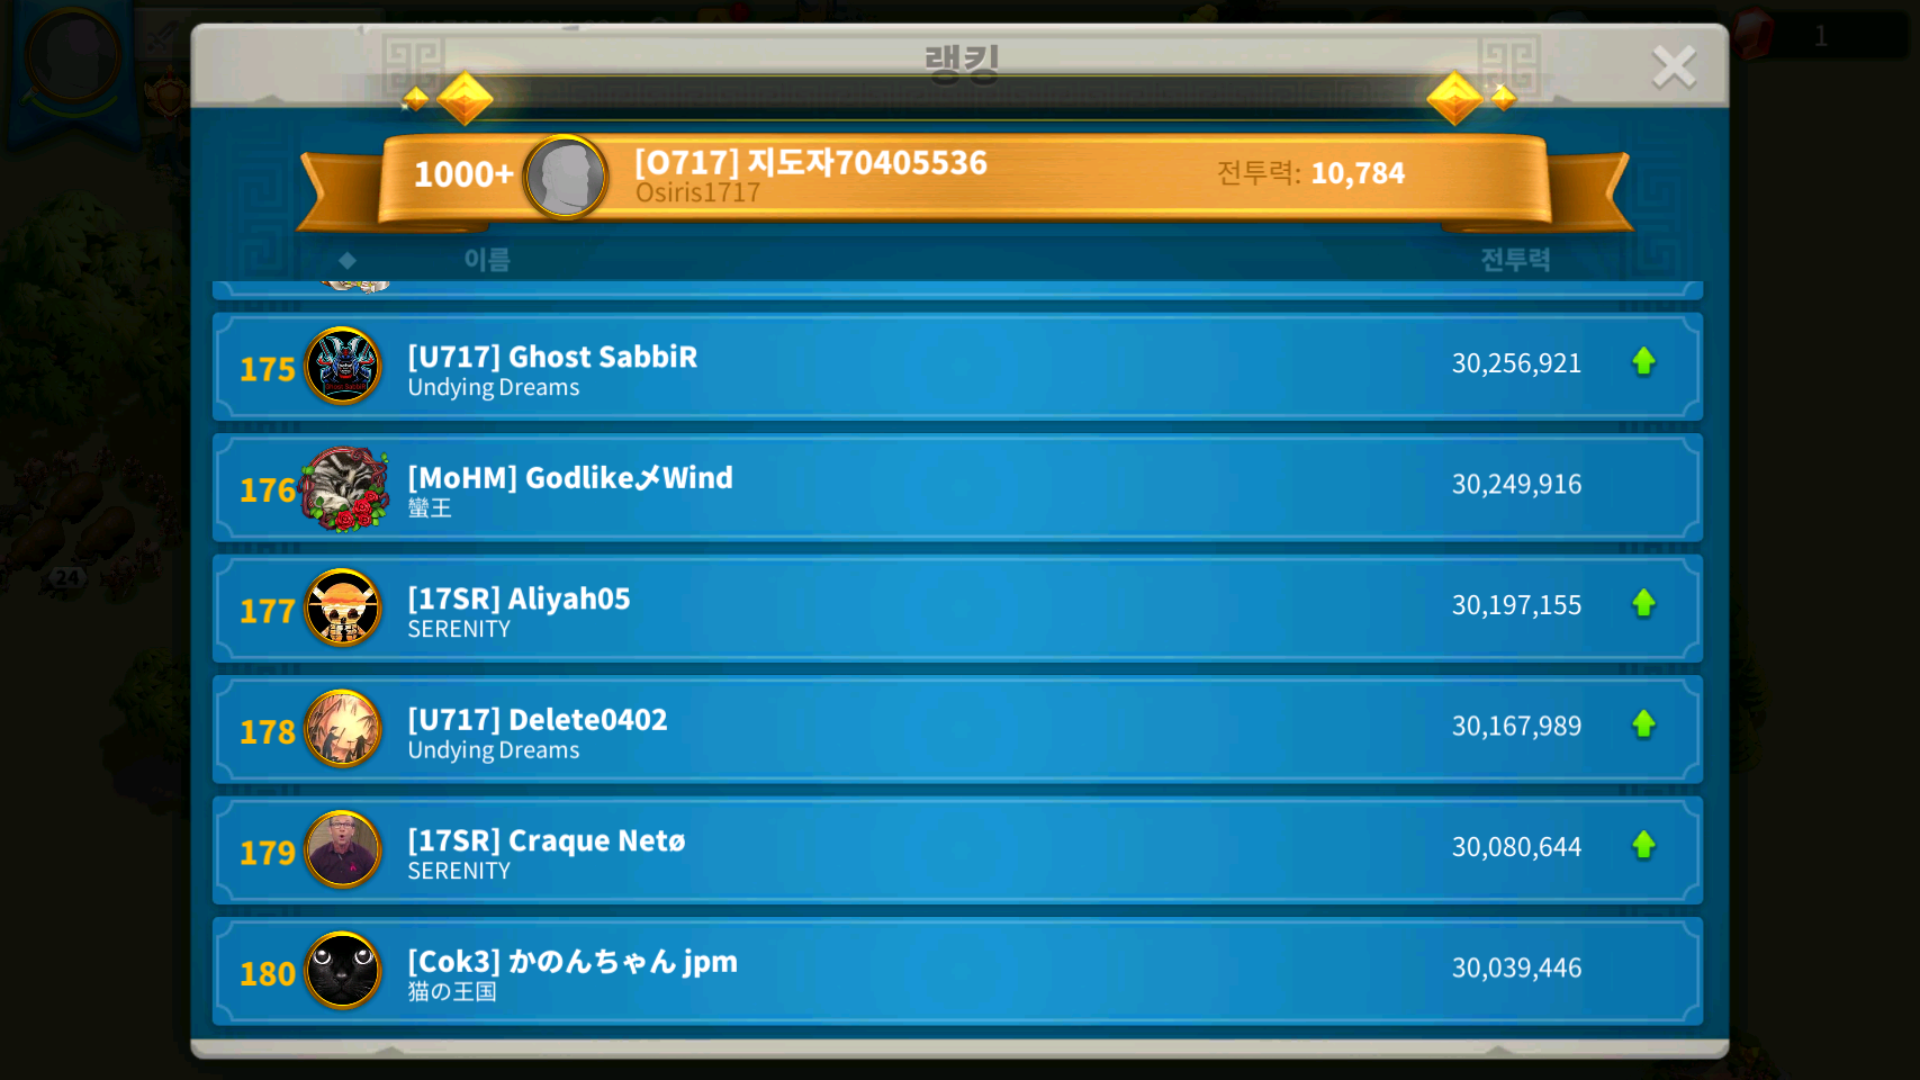 1
랭킹
1000+
[O717] 지도자70405536
Osiris1717
전투력: 10,784
이름
전투력
175
[U717] Ghost SabbiR
Undying Dreams
30,256,921
176
[MoHM] Godlike〆Wind
蠻王
30,249,916
24
177
[17SR] Aliyah05
SERENITY
30,197,155
178
[U717] Delete0402
Undying Dreams
30,167,989
179
[17SR] Craque Netø
SERENITY
30,080,644
180
[Cok3] かのんちゃん jpm
猫の王国
30,039,446